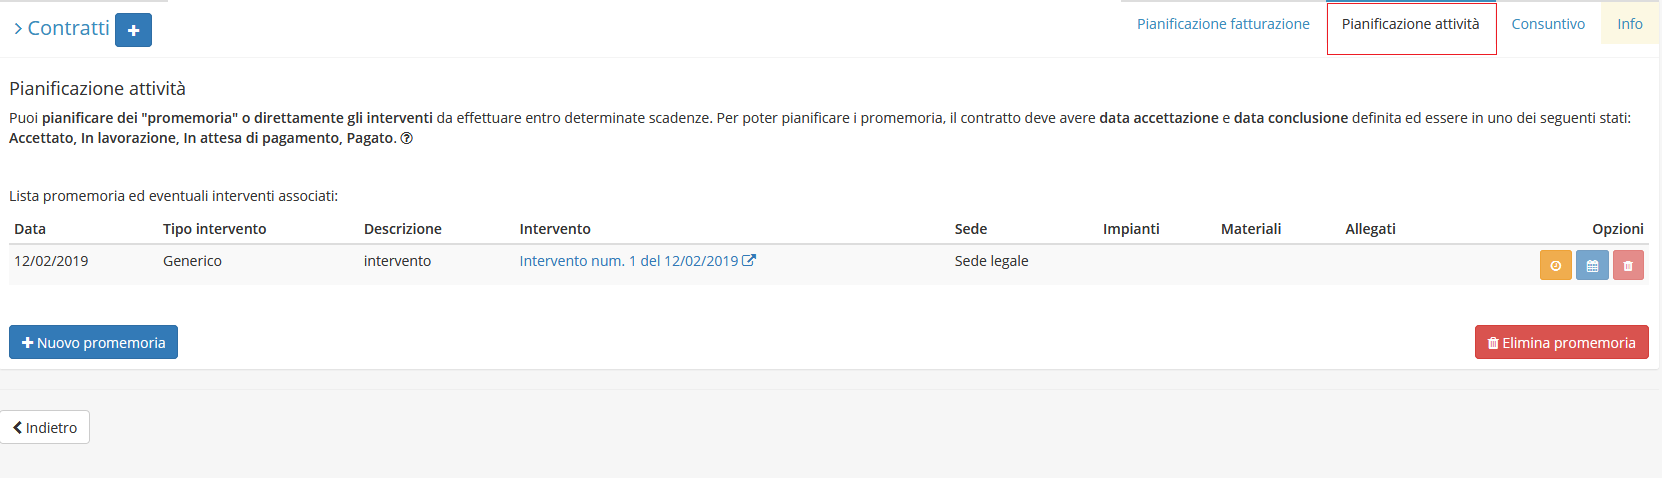 Contratti
Pianificazione fatturazione Pianificazione attività Consuntivo Info
Pianificazione attività
Puoi pianificare dei "promemoria" o direttamente gli interventi da effettuare entro determinate scadenze. Per poter pianificare i promemoria, il contratto deve avere data accettazione e data conclusione definita ed essere in uno dei seguenti stati:
Accettato, In lavorazione, In attesa di pagamento, Pagato.
Lista promemoria ed eventuali interventi associati:
Data Tipo intervento Descrizione Intervento Sede Impianti Materiali Allegati Opzioni
12/02/2019 Generico intervento Intervento num. 1 del 12/02/2019 Sede legale
Nuovo promemoria Elimina promemoria
Indietro